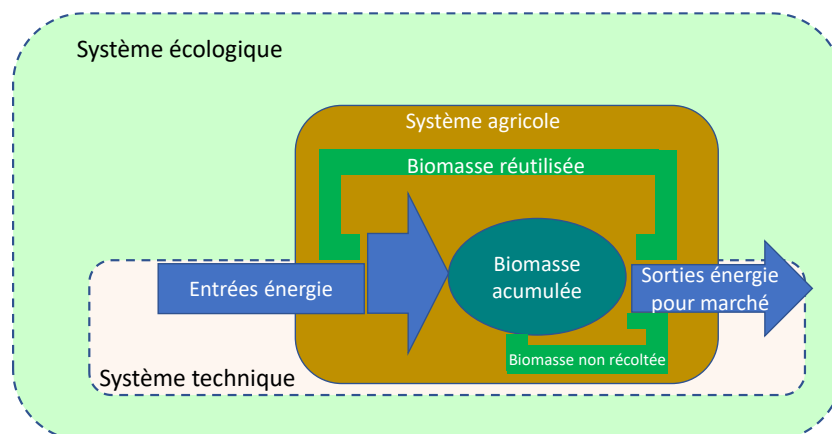 Système écologique
Système agricole
Biomasse réutilisée
Entrées énergie
Biomasse
acumulée
Sorties énergie
pour marché
Biomasse non récoltée
Système technique